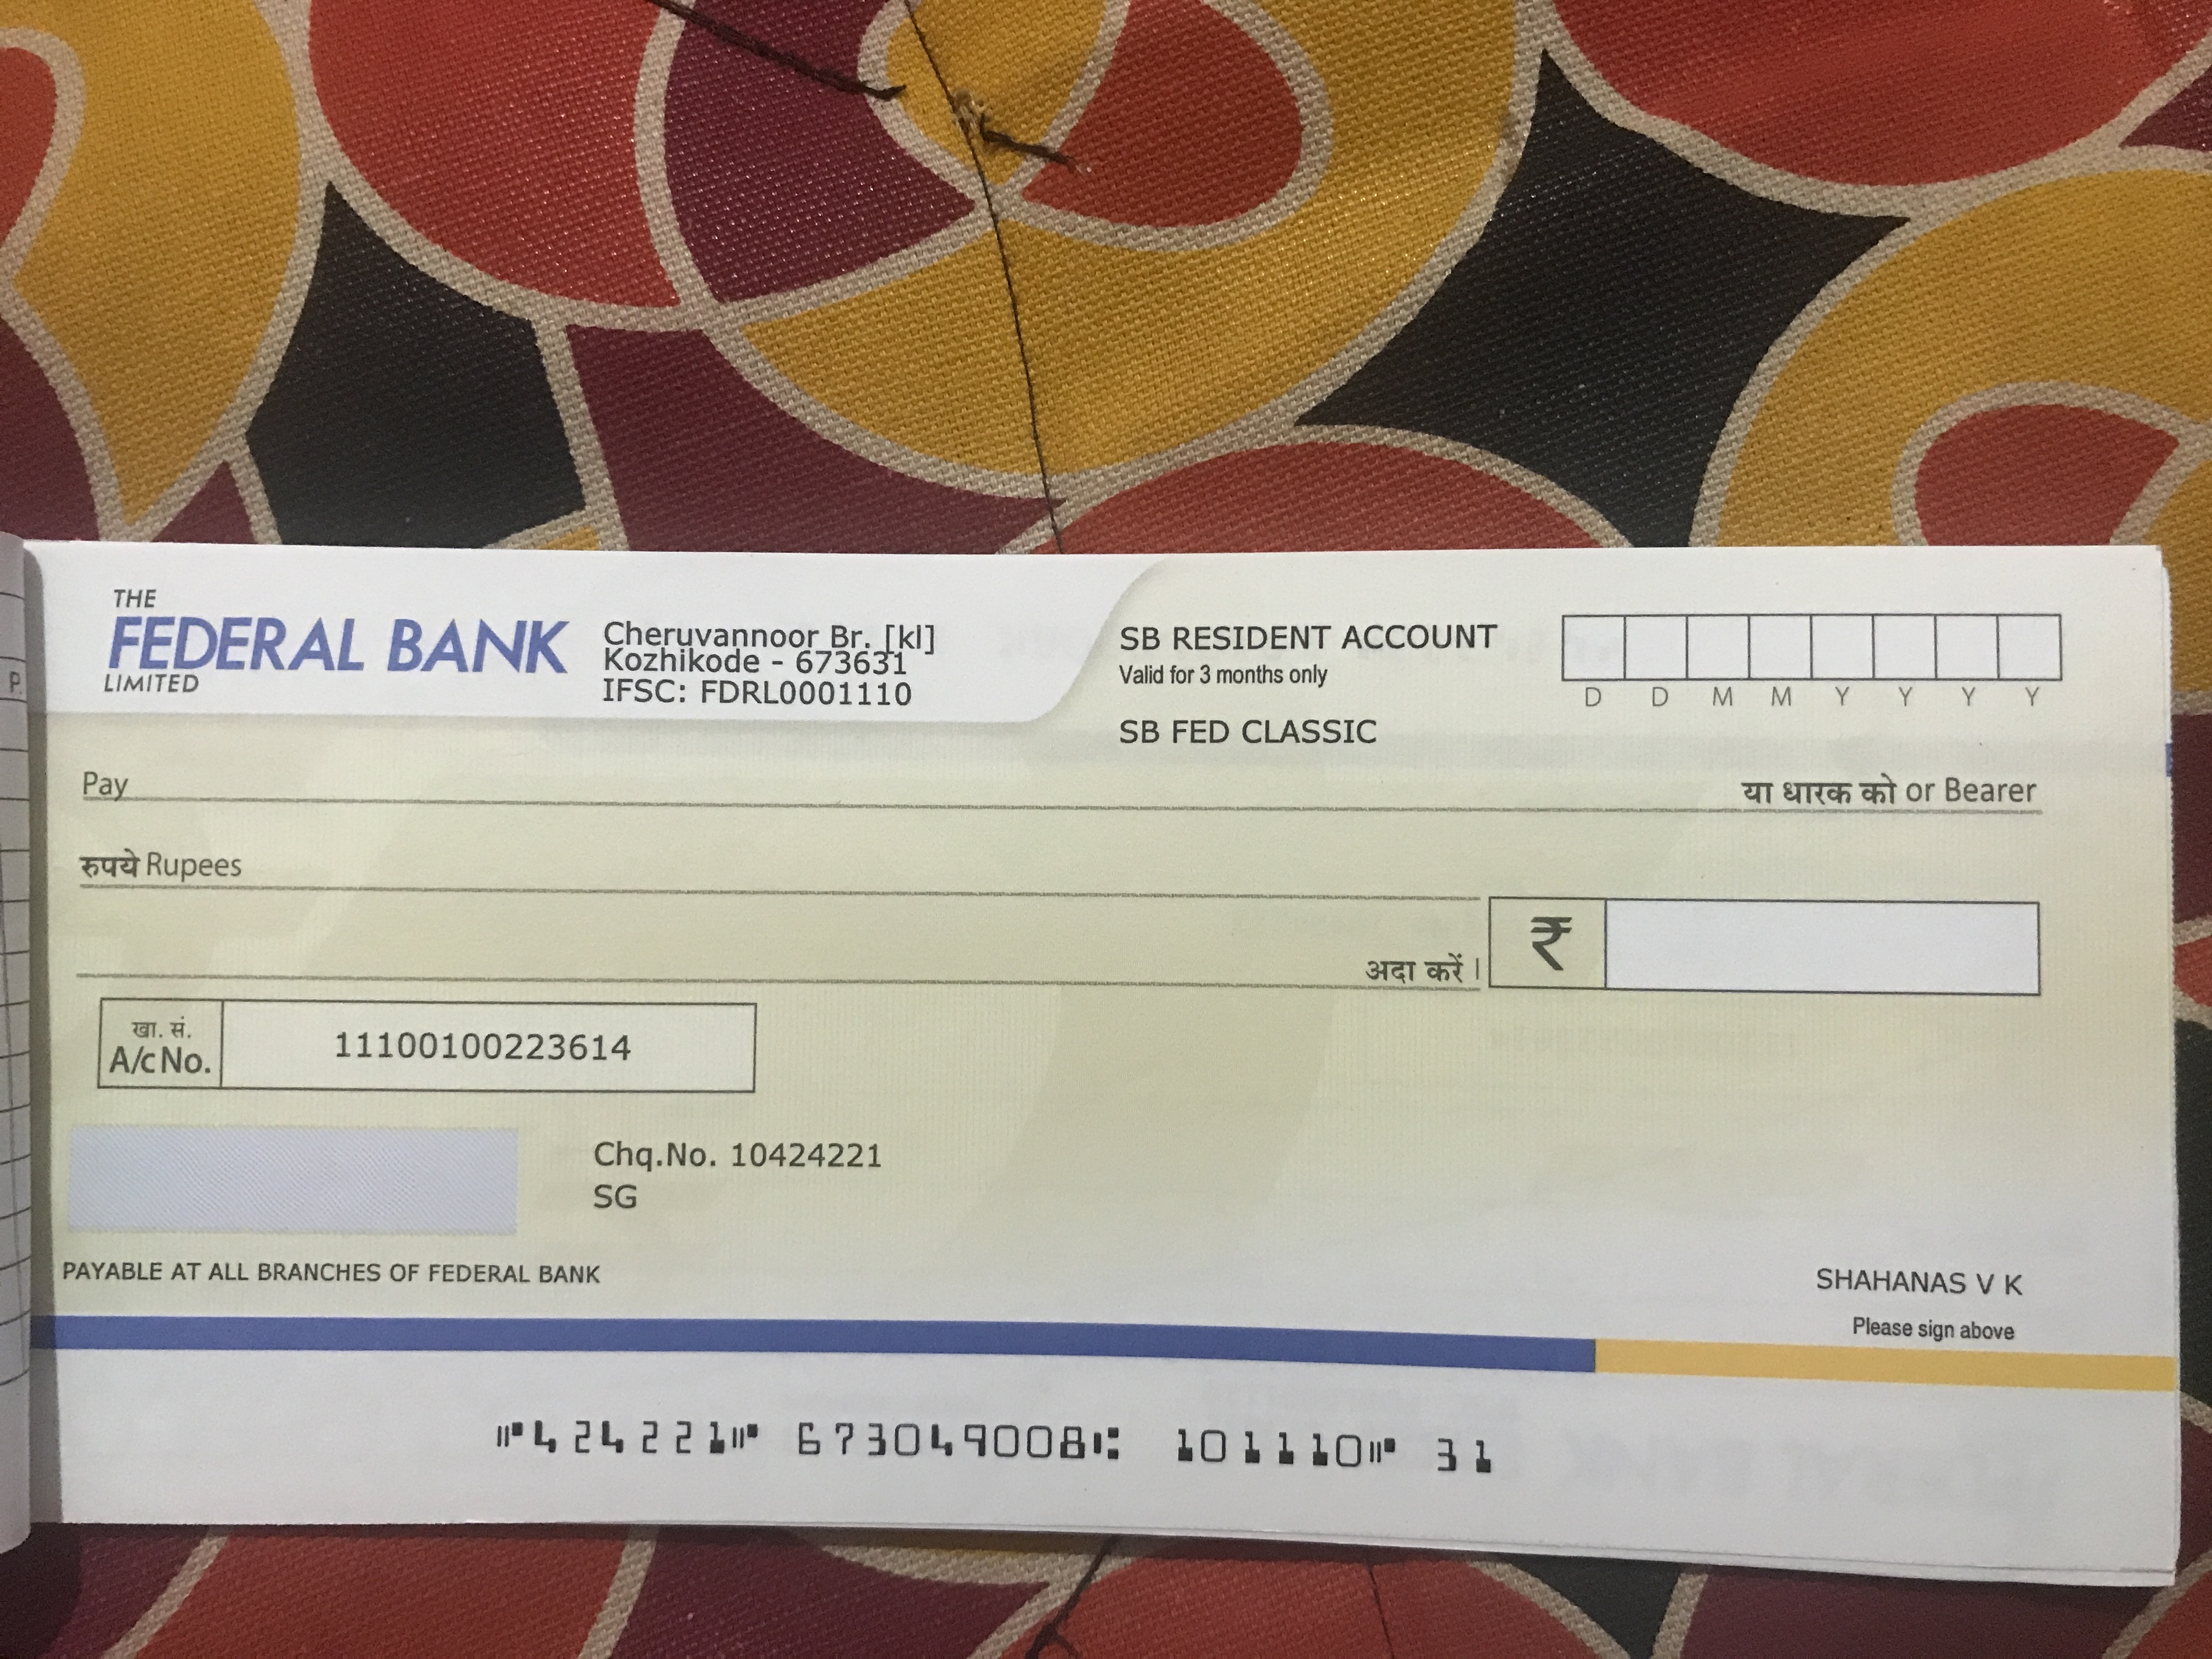 THE
FEDERAL BANK
LIMITED
Cheruvannoor Br. [kl]
Kozhikode - 673631
IFSC: FDRL0001110
SB RESIDENT ACCOUNT
Valid for 3 months only
SB FED CLASSIC
D D M M Y Y Y Y
Pay
या धारक को or Bearer
रुपये Rupees
अदा करें।
₹
खा. सं.
A/c No.
11100100223614
Chq.No. 10424221
SG
SHAHANAS V K
PAYABLE AT ALL BRANCHES OF FEDERAL BANK
Please sign above
⑈424221⑈ 673049008⑆ 101110⑈ 31